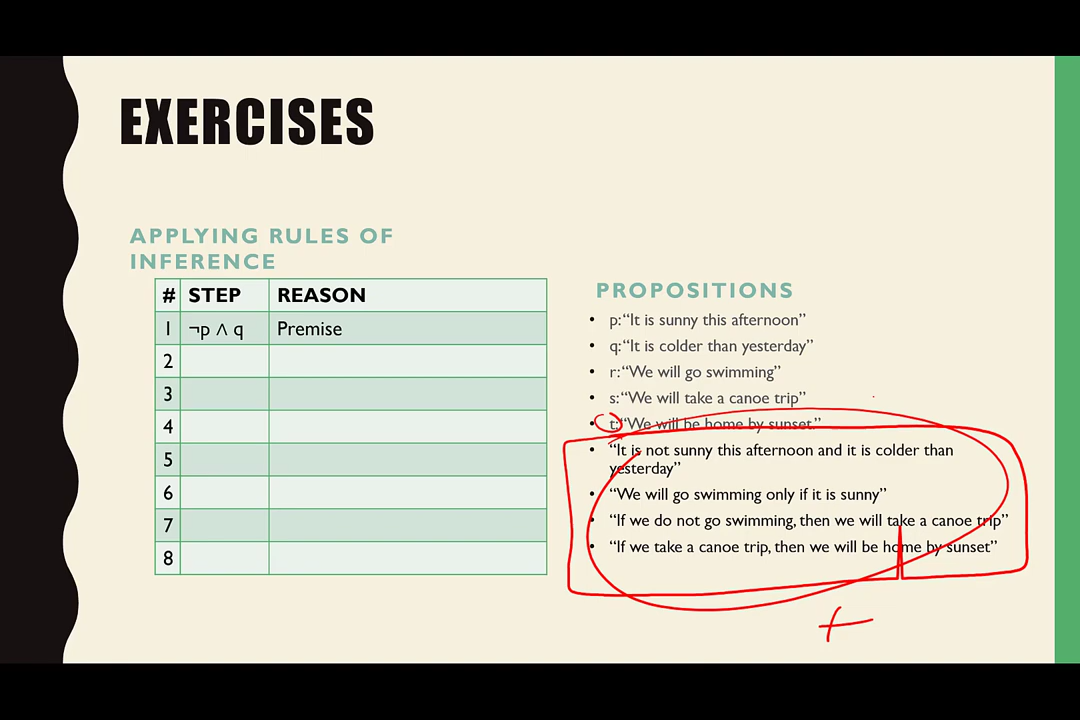 EXERCISES
APPLYING RULES OF
INFERENCE
# STEP REASON
1 ¬p ∧ q Premise
2
3
4
5
6
7
8
PROPOSITIONS
• p:“It is sunny this afternoon”
• q:“It is colder than yesterday”
• r:“We will go swimming”
• s:“We will take a canoe trip”
• t:“We will be home by sunset.”
• “It is not sunny this afternoon and it is colder than
yesterday”
• “We will go swimming only if it is sunny”
• “If we do not go swimming, then we will take a canoe trip”
• “If we take a canoe trip, then we will be home by sunset”
t